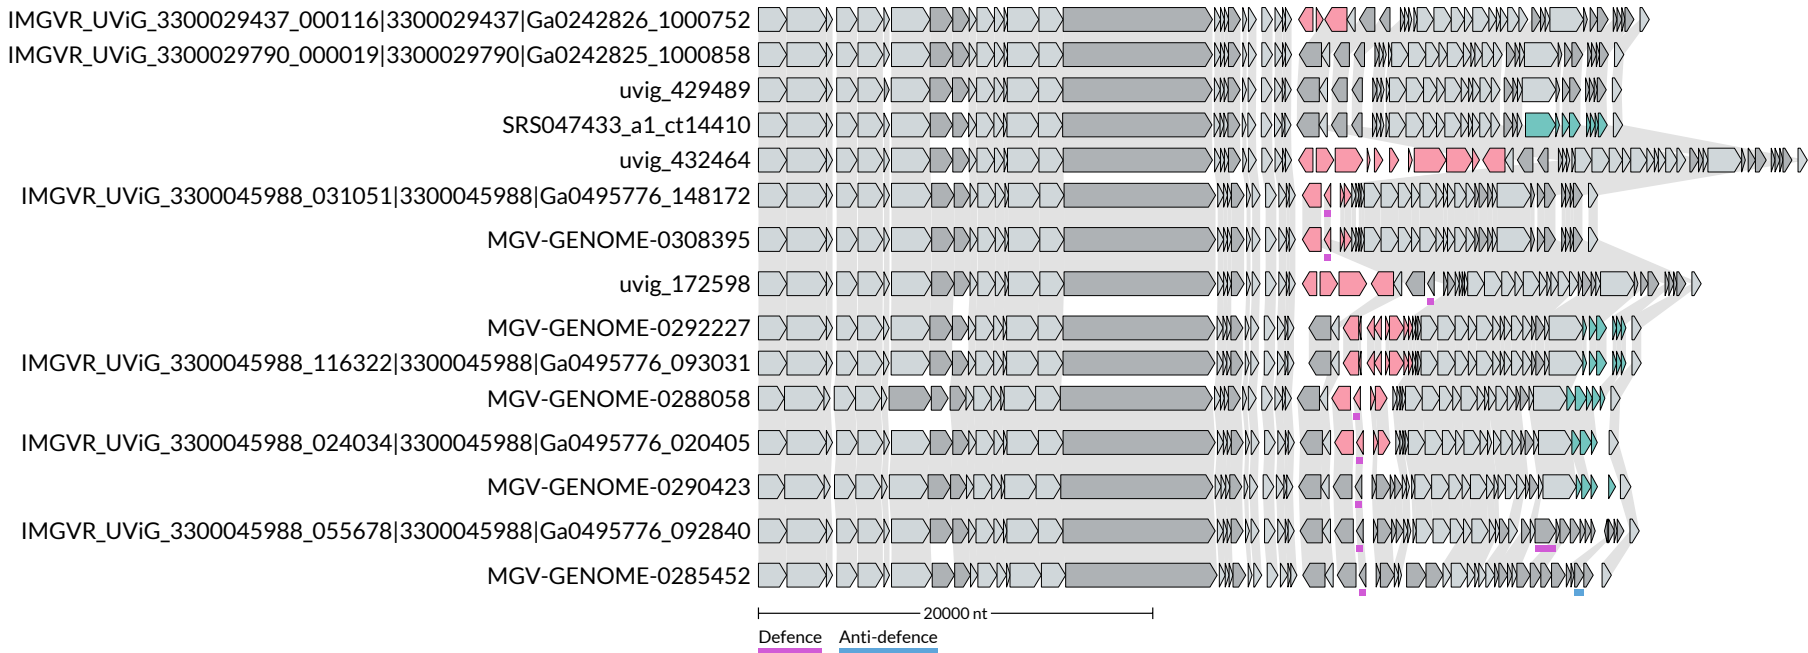 IMGVR_UViG_3300029437_000116|3300029437|Ga0242826_1000752
IMGVR_UViG_3300029790_000019|3300029790|Ga0242825_1000858
uvig_429489
SRS047433_a1_ct14410
uvig_432464
IMGVR_UViG_3300045988_031051|3300045988|Ga0495776_148172
MGV-GENOME-0308395
uvig_172598
MGV-GENOME-0292227
IMGVR_UViG_3300045988_116322|3300045988|Ga0495776_093031
MGV-GENOME-0288058
IMGVR_UViG_3300045988_024034|3300045988|Ga0495776_020405
MGV-GENOME-0290423
IMGVR_UViG_3300045988_055678|3300045988|Ga0495776_092840
MGV-GENOME-0285452
20000 nt
Defence Anti-defence